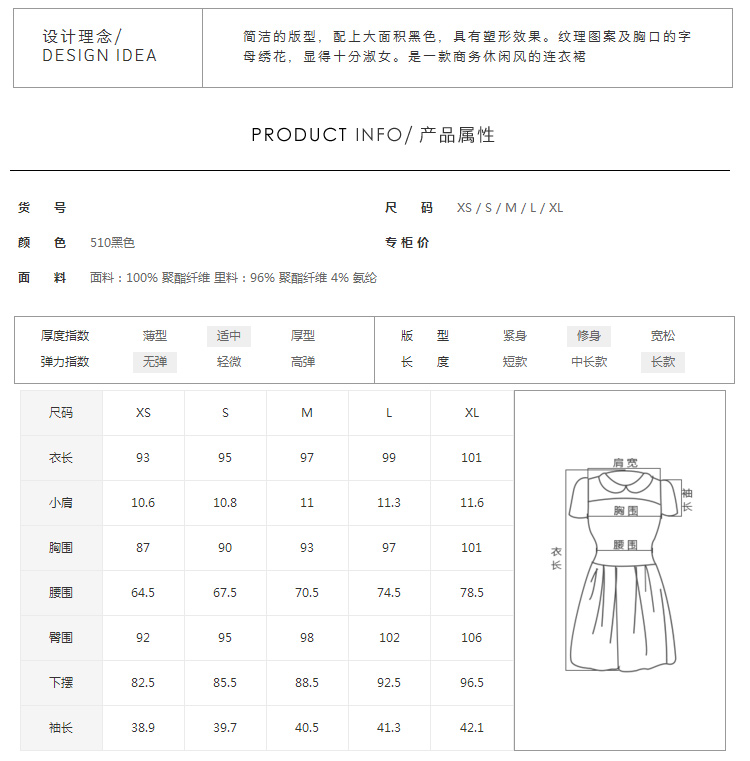 设计理念/
DESIGN IDEA
简洁的版型，配上大面积黑色，具有塑形效果。纹理图案及胸口的字
母绣花，显得十分淑女。是一款商务休闲风的连衣裙
PRODUCT INFO/ 产品属性
货 号
尺 码 XS / S / M / L / XL
颜 色 510黑色
专 柜 价
面 料 面料：100% 聚酯纤维 里料：96% 聚酯纤维 4% 氨纶
厚度指数 薄型 适中 厚型 版 型 紧身 修身 宽松
弹力指数 无弹 轻微 高弹 长 度 短款 中长款 长款
尺码 XS S M L XL
衣长 93 95 97 99 101
小肩 10.6 10.8 11 11.3 11.6
胸围 87 90 93 97 101
腰围 64.5 67.5 70.5 74.5 78.5
臀围 92 95 98 102 106
下摆 82.5 85.5 88.5 92.5 96.5
袖长 38.9 39.7 40.5 41.3 42.1
肩宽
袖长
胸围
腰围
衣长